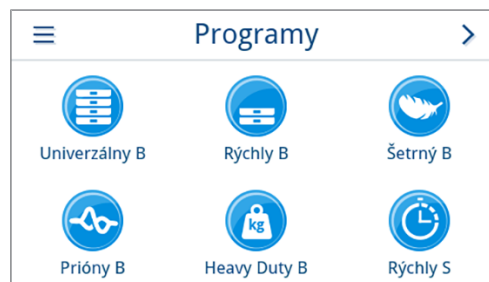 Programy
Univerzálny B
Rýchly B
Šetrný B
kg
Prióny B
Heavy Duty B
Rýchly S